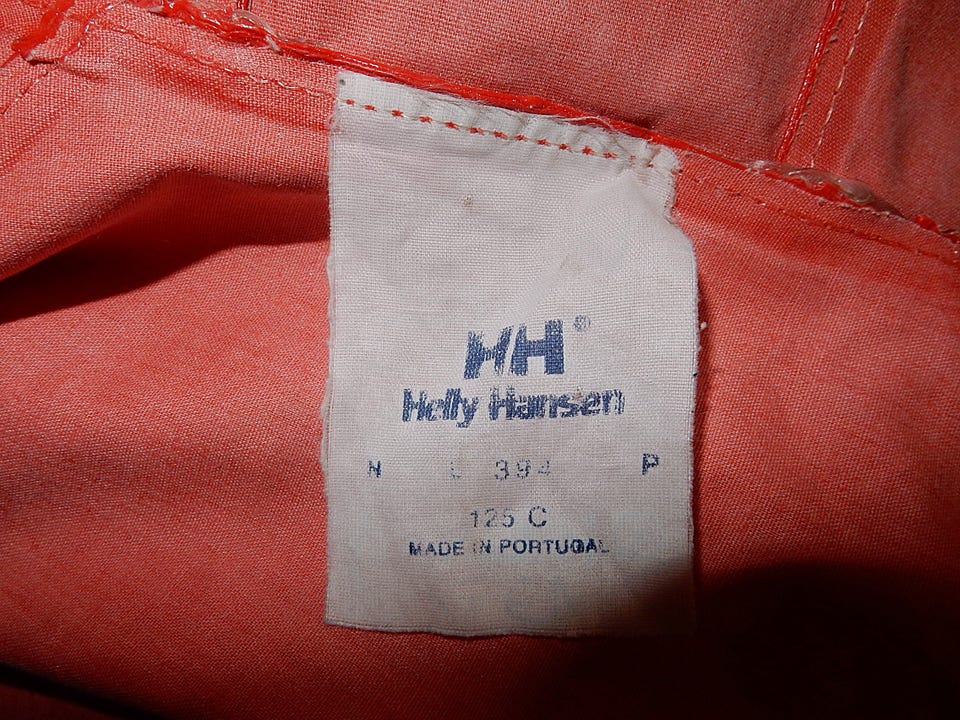 HH®
Helly Hansen
N 394 P
125 C
MADE IN PORTUGAL